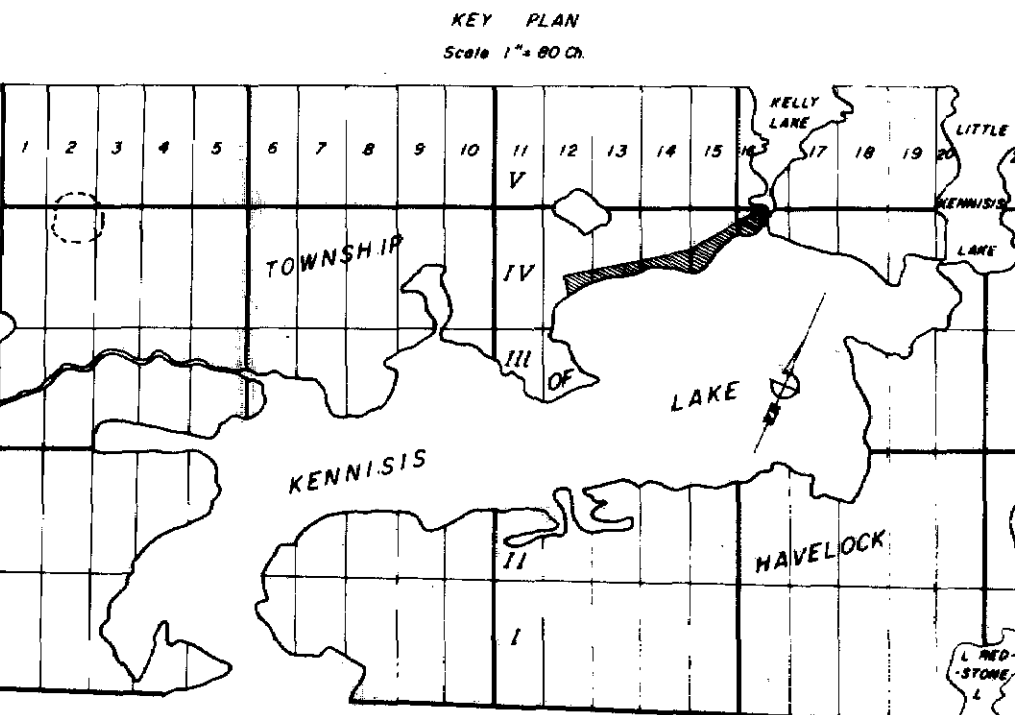 KEY PLAN
Scale 1"= 80 Ch.
KELLY
LAKE
LITTLE
1 2 3 4 5 6 7 8 9 10 11 12 13 14 15 16 17 18 19 20
V
KENNISIS
LAKE
TOWNSHIP
IV
III
OF
LAKE
KENNISIS
HAVELOCK
II
I
L RED-
-STONE
L